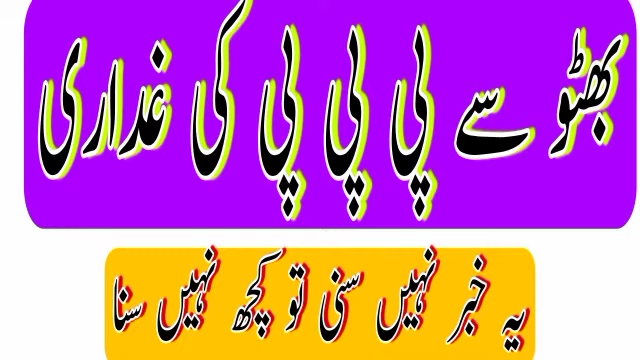 بھٹو سے پی پی پی کی غداری
یہ خبر نہیں سنی تو کچھ نہیں سنا